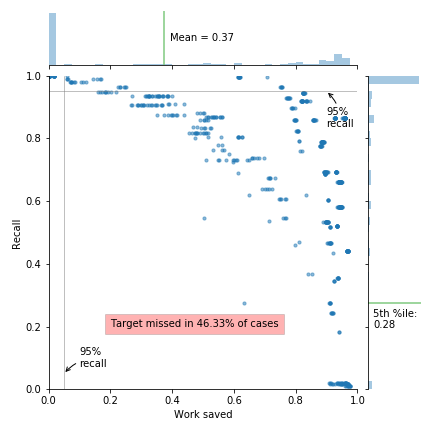 Mean = 0.37
1.0
0.8
0.6
0.4
0.2
0.0
Recall
95%
recall
5th %ile:
0.28
Target missed in 46.33% of cases
95%
recall
0.0 0.2 0.4 0.6 0.8 1.0
Work saved